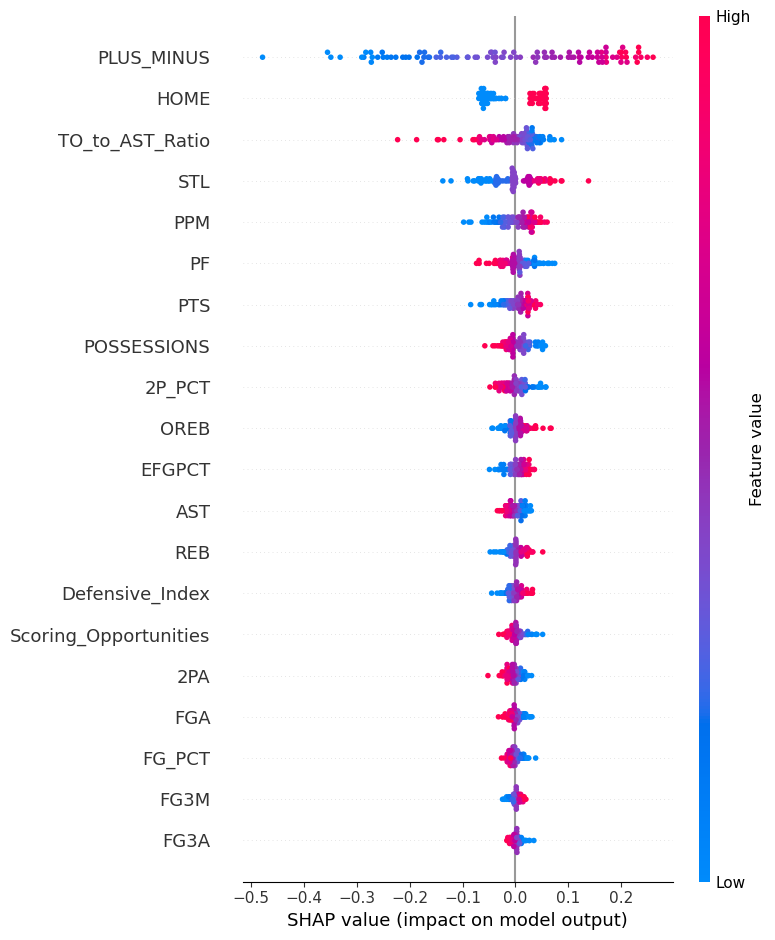 High
PLUS_MINUS
HOME
TO_to_AST_Ratio
STL
PPM
PF
PTS
POSSESSIONS
2P_PCT
OREB
EFGPCT
AST
REB
Defensive_Index
Scoring_Opportunities
2PA
FGA
FG_PCT
FG3M
FG3A
Feature value
Low
−0.5 −0.4 −0.3 −0.2 −0.1 0.0 0.1 0.2
SHAP value (impact on model output)